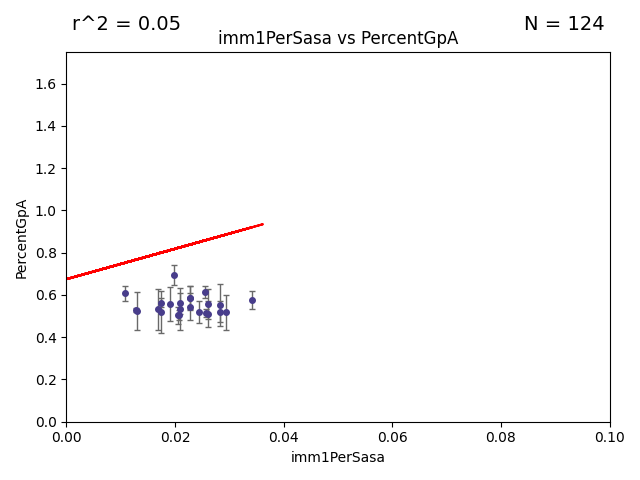 r^2 = 0.05
N = 124
imm1PerSasa vs PercentGpA
PercentGpA
1.6
1.4
1.2
1.0
0.8
0.6
0.4
0.2
0.0
0.00 0.02 0.04 0.06 0.08 0.10
imm1PerSasa